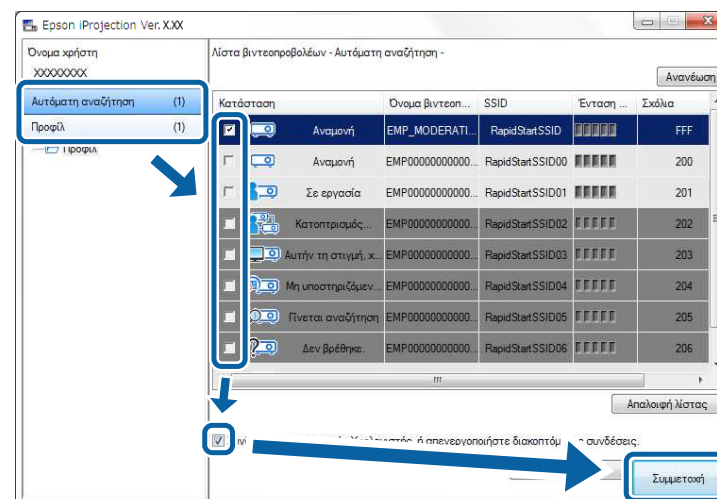 Epson iProjection Ver. X.XX
Όνομα χρήστη
XXXXXXXX
Αυτόματη αναζήτηση (1)
Προφίλ (1)
Προφίλ
Λίστα βιντεοπροβολέων - Αυτόματη αναζήτηση -
Ανανέωση
Κατάσταση Όνομα βιντεοπ... SSID Ένταση ... Σχόλια
Αναμονή EMP_MODERATI... RapidStartSSID FFF
Αναμονή EMP00000000000... RapidStartSSID00 200
Σε εργασία EMP00000000000... RapidStartSSID01 201
Κατοπτρισμός... EMP00000000000... RapidStartSSID02 202
Αυτήν τη στιγμή, χ... EMP00000000000... RapidStartSSID03 203
Μη υποστηριζόμεν... EMP00000000000... RapidStartSSID04 204
Γίνεται αναζήτηση EMP00000000000... RapidStartSSID05 205
Δεν βρέθηκε. EMP00000000000... RapidStartSSID06 206
Απαλοιφή λίστας
ή απενεργοποιήστε διακοπτόμ συνδέσεις.
Συμμετοχή